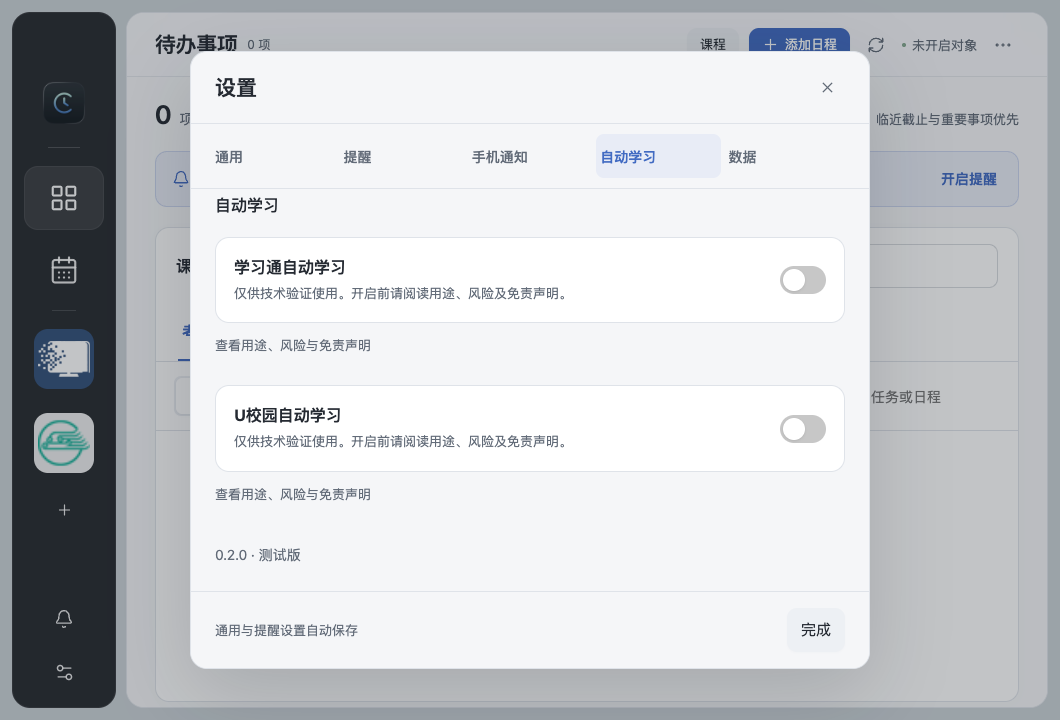 待办事项 0 项
课程
添加日程
未开启对象
0 项
临近截止与重要事项优先
开启提醒
设置
通用
提醒
手机通知
自动学习
数据
自动学习
学习通自动学习
仅供技术验证使用。开启前请阅读用途、风险及免责声明。
查看用途、风险与免责声明
U校园自动学习
仅供技术验证使用。开启前请阅读用途、风险及免责声明。
查看用途、风险与免责声明
0.2.0 · 测试版
通用与提醒设置自动保存
完成
课
任务或日程